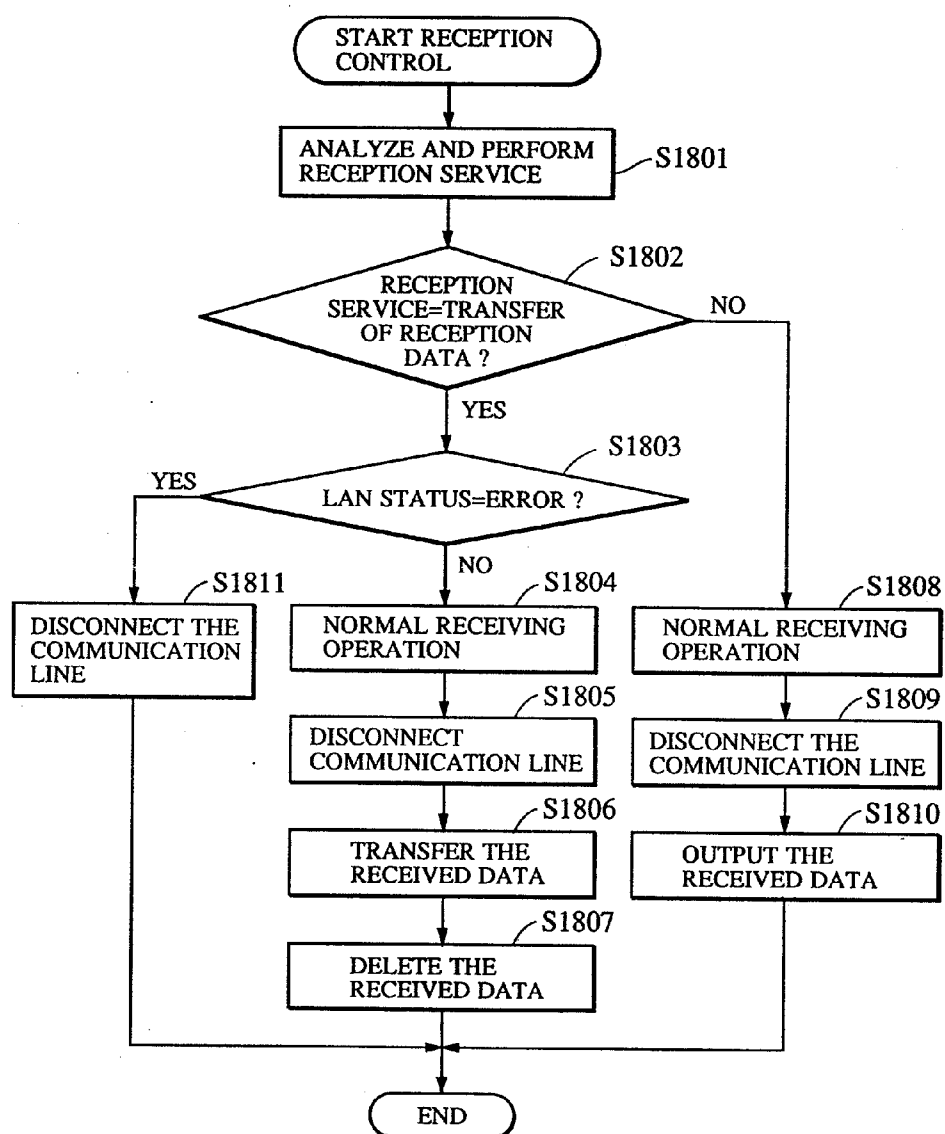 START RECEPTION
CONTROL
ANALYZE AND PERFORM
RECEPTION SERVICE
S1801
S1802
RECEPTION
SERVICE=TRANSFER
OF RECEPTION
DATA ?
NO
YES
S1803
YES
LAN STATUS=ERROR ?
NO
S1811
DISCONNECT THE
COMMUNICATION
LINE
S1804
NORMAL RECEIVING
OPERATION
S1808
NORMAL RECEIVING
OPERATION
S1805
DISCONNECT
COMMUNICATION LINE
S1809
DISCONNECT THE
COMMUNICATION LINE
S1806
TRANSFER THE
RECEIVED DATA
S1810
OUTPUT THE
RECEIVED DATA
S1807
DELETE THE
RECEIVED DATA
END